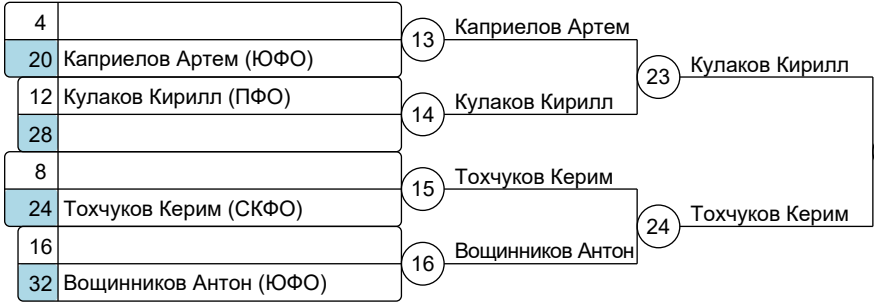 4
20 Каприелов Артем (ЮФО)
12 Кулаков Кирилл (ПФО)
28
8
24 Тохчуков Керим (СКФО)
16
32 Вощинников Антон (ЮФО)
13
14
15
16
Каприелов Артем
Кулаков Кирилл
Тохчуков Керим
Вощинников Антон
23
24
Кулаков Кирилл
Тохчуков Керим